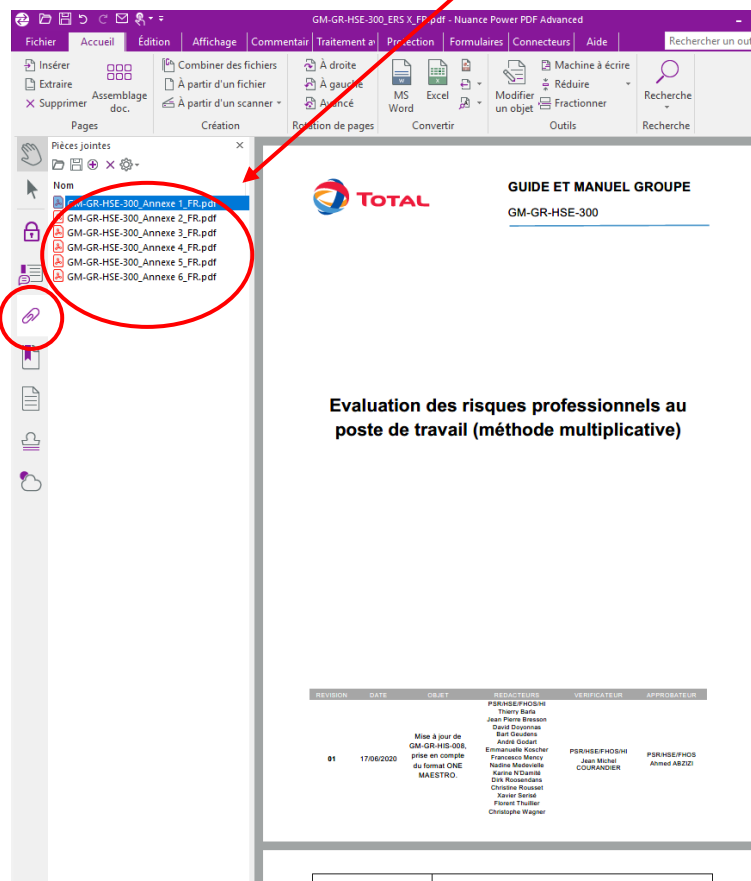 GM-GR-HSE-300_ERS X_FR.pdf - Nuance Power PDF Advanced
Fichier Accueil Édition Affichage Commentair Traitement av Protection Formulaires Connecteurs Aide Rechercher un out
Insérer
Extraire
Supprimer
Assemblage
doc.
Pages
Combiner des fichiers
À partir d'un fichier
À partir d'un scanner
Création
À droite
À gauche
Avancé
Rotation de pages
MS
Word
Excel
Convertir
Modifier
un objet
Machine à écrire
Réduire
Fractionner
Outils
Recherche
Recherche
Pièces jointes
Nom
GM-GR-HSE-300_Annexe 1_FR.pdf
GM-GR-HSE-300_Annexe 2_FR.pdf
GM-GR-HSE-300_Annexe 3_FR.pdf
GM-GR-HSE-300_Annexe 4_FR.pdf
GM-GR-HSE-300_Annexe 5_FR.pdf
GM-GR-HSE-300_Annexe 6_FR.pdf
TOTAL
GUIDE ET MANUEL GROUPE
GM-GR-HSE-300
Evaluation des risques professionnels au
poste de travail (méthode multiplicative)
REVISION DATE OBJET REDACTEURS VERIFICATEUR APPROBATEUR
01
17/06/2020
Mise à jour de
GM-GR-HIS-008,
prise en compte
du format ONE
MAESTRO.
PSR/HSE/FHOS/HI
Thierry Barla
Jean Pierre Bresson
David Doyonnas
Bart Geudens
André Godart
Emmanuelle Koscher
Francesco Mency
Nadine Medevielle
Karine N'Damité
Dirk Roosendans
Christine Rousset
Xavier Serisé
Florent Thuillier
Christophe Wagner
PSR/HSE/FHOS/HI
Jean Michel
COURANDIER
PSR/HSE/FHOS
Ahmed ABZIZI